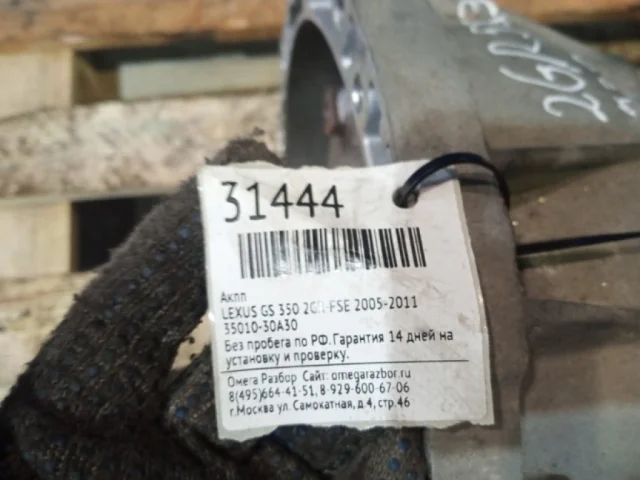 31444
Акпп
LEXUS GS 350 2GR-FSE 2005-2011
35010-30A30
Без пробега по РФ.Гарантия 14 дней на
установку и проверку.
Омега Разбор Сайт: omegarazbor.ru
8(495)664-41-51, 8-929-600-67-06
г.Москва ул. Самокатная, д.4, стр.46